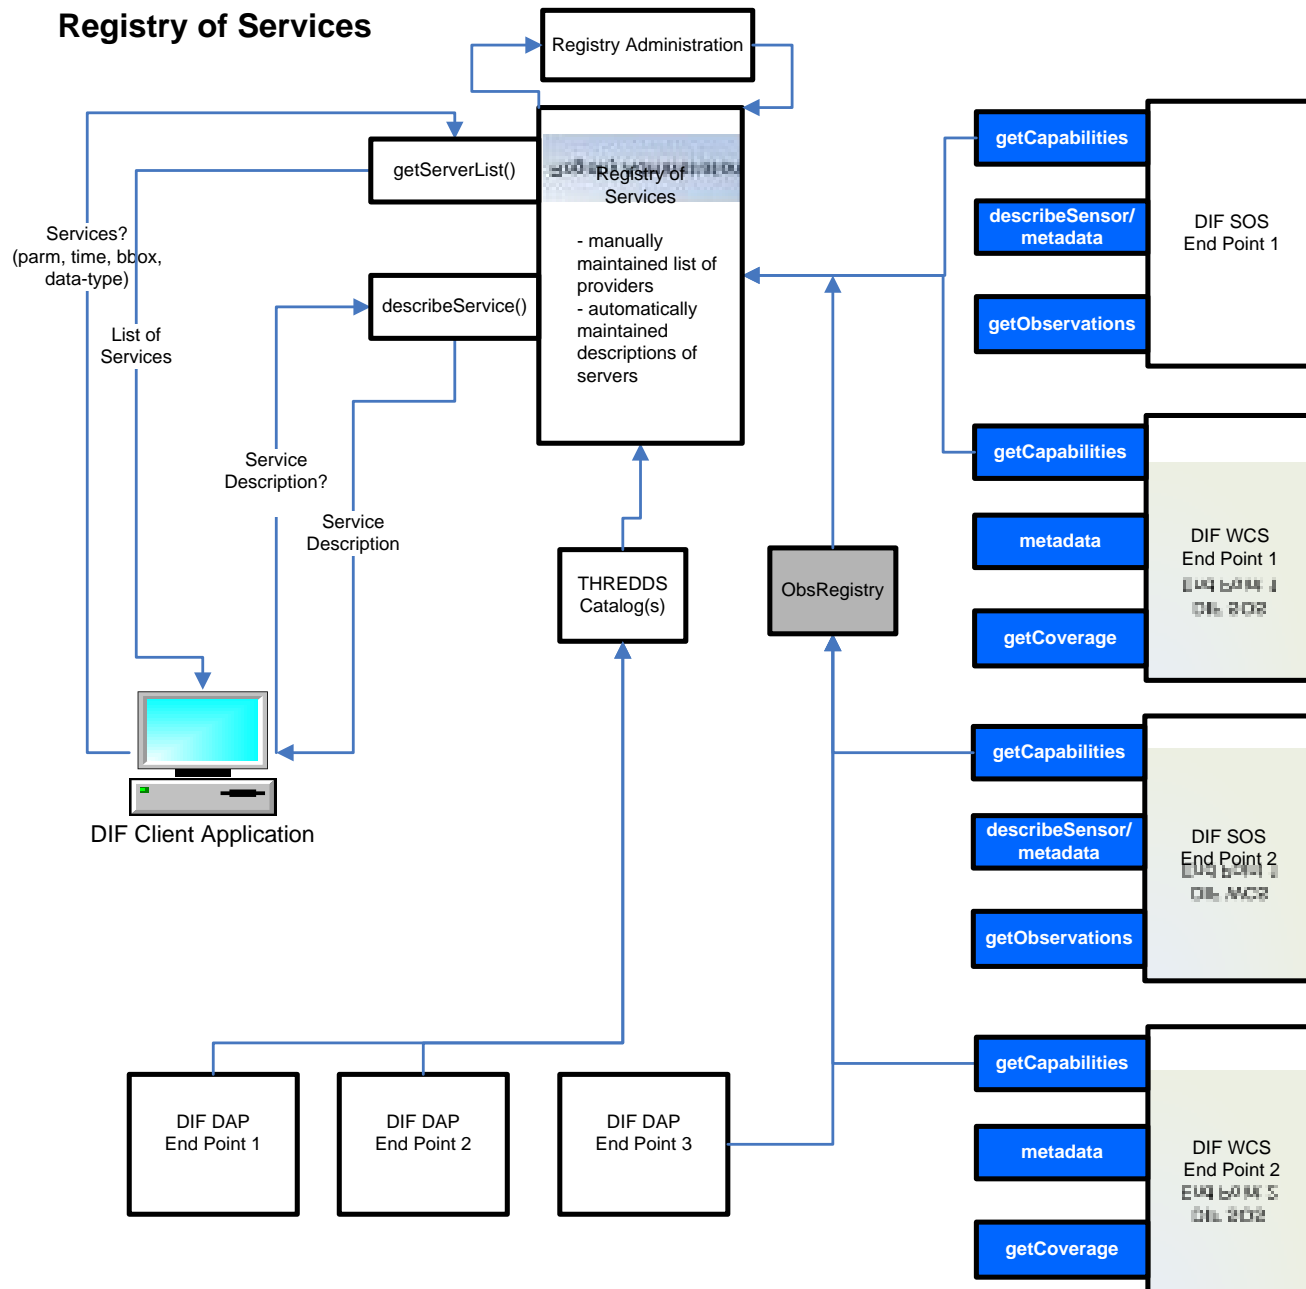 Registry of Services
Registry Administration
getServerList()
Registry of
Services
- manually
maintained list of
providers
- automatically
maintained
descriptions of
servers
describeService()
Services?
(parm, time, bbox,
data-type)
List of
Services
Service
Description?
Service
Description
THREDDS
Catalog(s)
ObsRegistry
DIF Client Application
DIF DAP
End Point 1
DIF DAP
End Point 2
DIF DAP
End Point 3
getCapabilities
describeSensor/
metadata
getObservations
DIF SOS
End Point 1
getCapabilities
metadata
getCoverage
DIF WCS
End Point 1
getCapabilities
describeSensor/
metadata
getObservations
DIF SOS
End Point 2
getCapabilities
metadata
getCoverage
DIF WCS
End Point 2